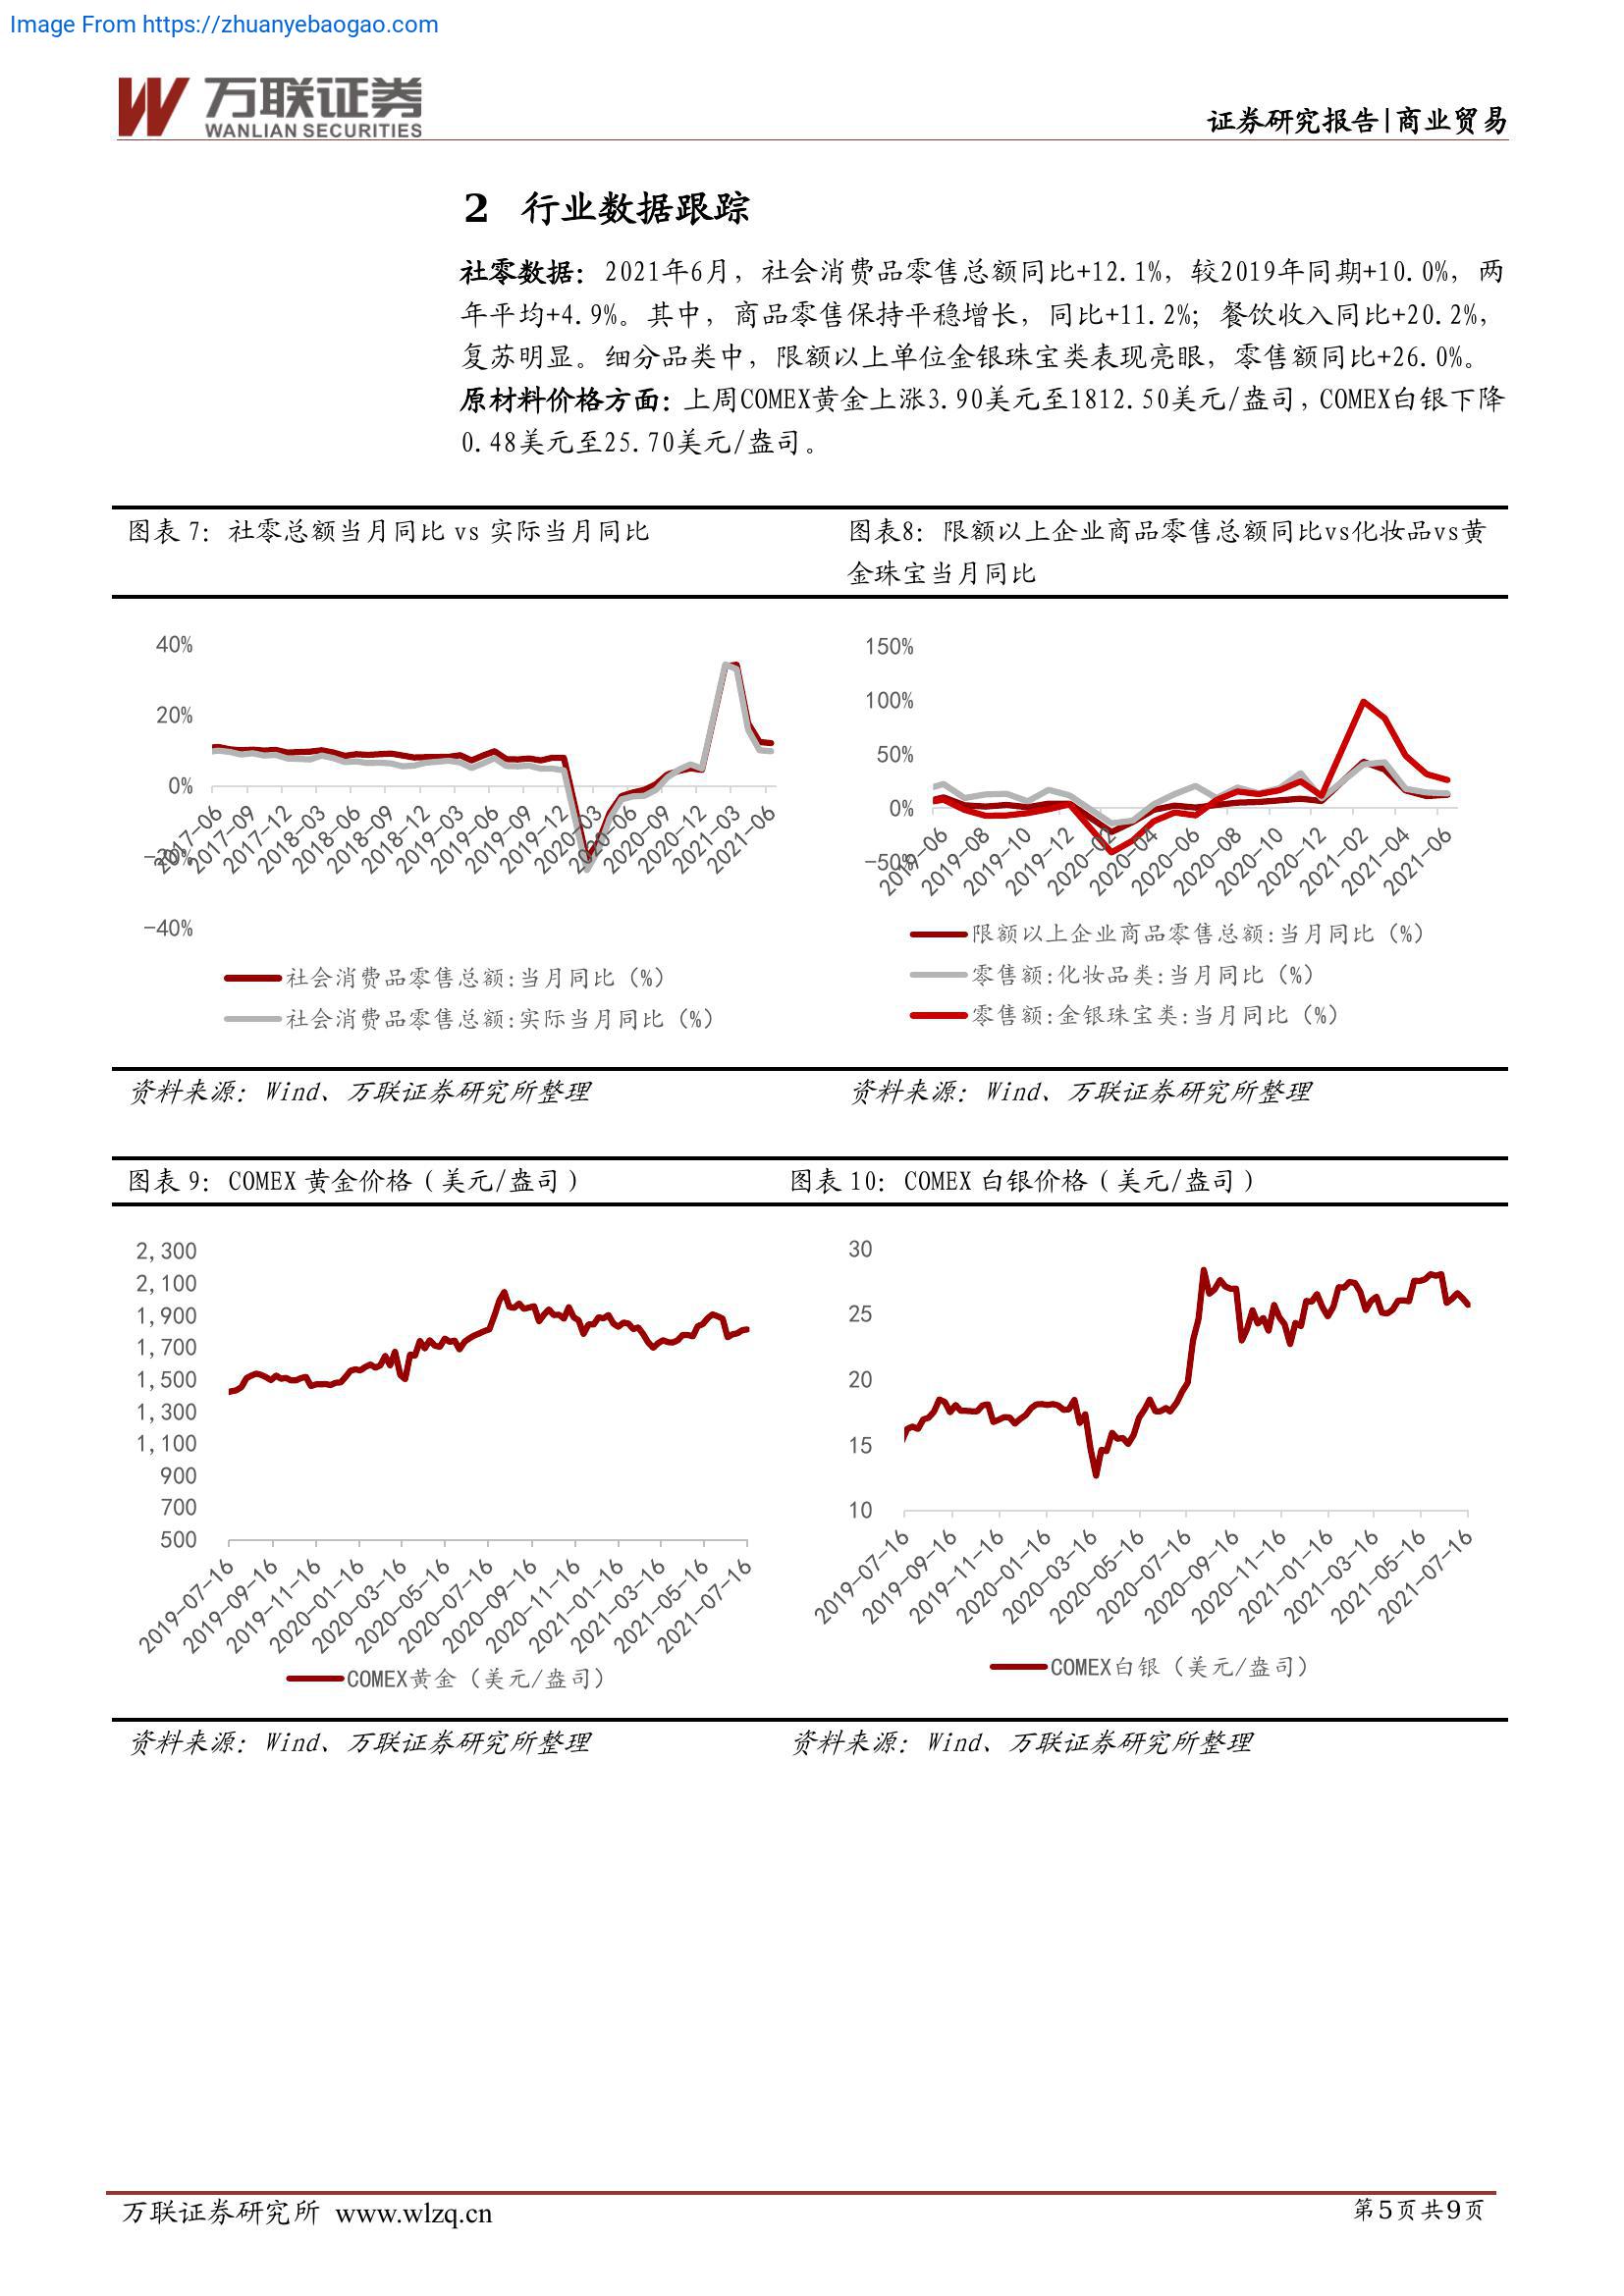 Image From https://zhuanyebaogao.com
万联证券
WANLIAN SECURITIES
证券研究报告|商业贸易
2 行业数据跟踪
社零数据：2021年6月，社会消费品零售总额同比+12.1%，较2019年同期+10.0%，两
年平均+4.9%。其中，商品零售保持平稳增长，同比+11.2%；餐饮收入同比+20.2%，
复苏明显。细分品类中，限额以上单位金银珠宝类表现亮眼，零售额同比+26.0%。
原材料价格方面：上周COMEX黄金上涨3.90美元至1812.50美元/盎司，COMEX白银下降
0.48美元至25.70美元/盎司。
图表 7：社零总额当月同比 vs 实际当月同比
图表8：限额以上企业商品零售总额同比vs化妆品vs黄
金珠宝当月同比
40%
20%
0%
-20%
-40%
2017-06
2017-09
2017-12
2018-03
2018-06
2018-09
2018-12
2019-03
2019-06
2019-09
2019-12
2020-03
2020-06
2020-09
2020-12
2021-03
2021-06
社会消费品零售总额:当月同比（%）
社会消费品零售总额:实际当月同比（%）
150%
100%
50%
0%
-50%
2019-06
2019-08
2019-10
2019-12
2020-02
2020-04
2020-06
2020-08
2020-10
2020-12
2021-02
2021-04
2021-06
限额以上企业商品零售总额:当月同比（%）
零售额:化妆品类:当月同比（%）
零售额:金银珠宝类:当月同比（%）
资料来源：Wind、万联证券研究所整理
资料来源：Wind、万联证券研究所整理
图表 9：COMEX 黄金价格（美元/盎司）
图表 10：COMEX 白银价格（美元/盎司）
2,300
2,100
1,900
1,700
1,500
1,300
1,100
900
700
500
2019-07-16
2019-09-16
2019-11-16
2020-01-16
2020-03-16
2020-05-16
2020-07-16
2020-09-16
2020-11-16
2021-01-16
2021-03-16
2021-05-16
2021-07-16
COMEX黄金（美元/盎司）
30
25
20
15
10
2019-07-16
2019-09-16
2019-11-16
2020-01-16
2020-03-16
2020-05-16
2020-07-16
2020-09-16
2020-11-16
2021-01-16
2021-03-16
2021-05-16
2021-07-16
COMEX白银（美元/盎司）
资料来源：Wind、万联证券研究所整理
资料来源：Wind、万联证券研究所整理
万联证券研究所 www.wlzq.cn
第5页共9页